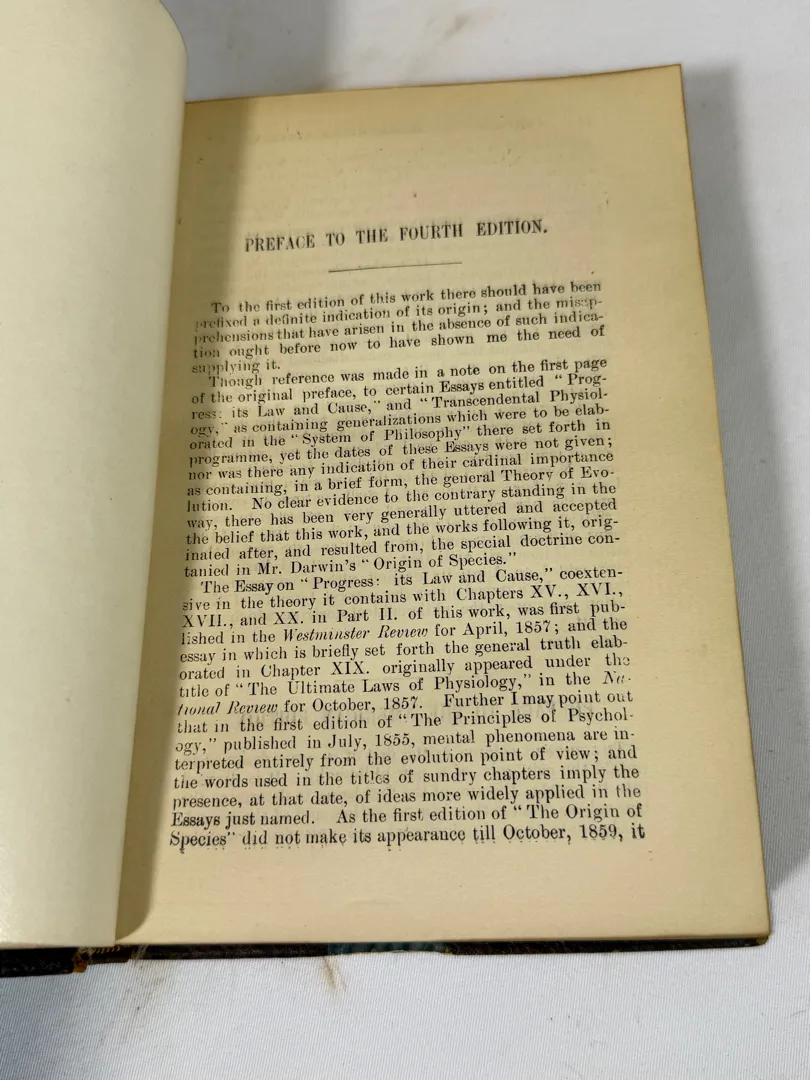 PREFACE TO THE FOURTH EDITION.
To the first edition of this work there should have been
prefixed a definite indication of its origin; and the misap-
prehensions that have arisen in the absence of such indica-
tion ought before now to have shown me the need of
supplying it.
Though reference was made in a note on the first page
of the original preface, to certain Essays entitled "Prog-
ress: its Law and Cause," and "Transcendental Physiol-
ogy," as containing generalizations which were to be elab-
orated in the "System of Philosophy" there set forth in
programme, yet the dates of these Essays were not given;
nor was there any indication of their cardinal importance
as containing, in a brief form, the general Theory of Evo-
lution. No clear evidence to the contrary standing in the
way, there has been very generally uttered and accepted
the belief that this work, and the works following it, orig-
inated after, and resulted from, the special doctrine con-
tanied in Mr. Darwin's "Origin of Species."
The Essay on "Progress: its Law and Cause," coexten-
sive in the theory it contains with Chapters XV., XVI.,
XVII., and XX. in Part II. of this work, was first pub-
lished in the Westminster Review for April, 1857; and the
essay in which is briefly set forth the general truth elab-
orated in Chapter XIX. originally appeared under the
title of "The Ultimate Laws of Physiology," in the Na-
tional Review for October, 1857. Further I may point out
that in the first edition of "The Principles of Psychol-
ogy," published in July, 1855, mental phenomena are in-
terpreted entirely from the evolution point of view; and
the words used in the titles of sundry chapters imply the
presence, at that date, of ideas more widely applied in the
Essays just named. As the first edition of "The Origin of
Species" did not make its appearance till October, 1859, it